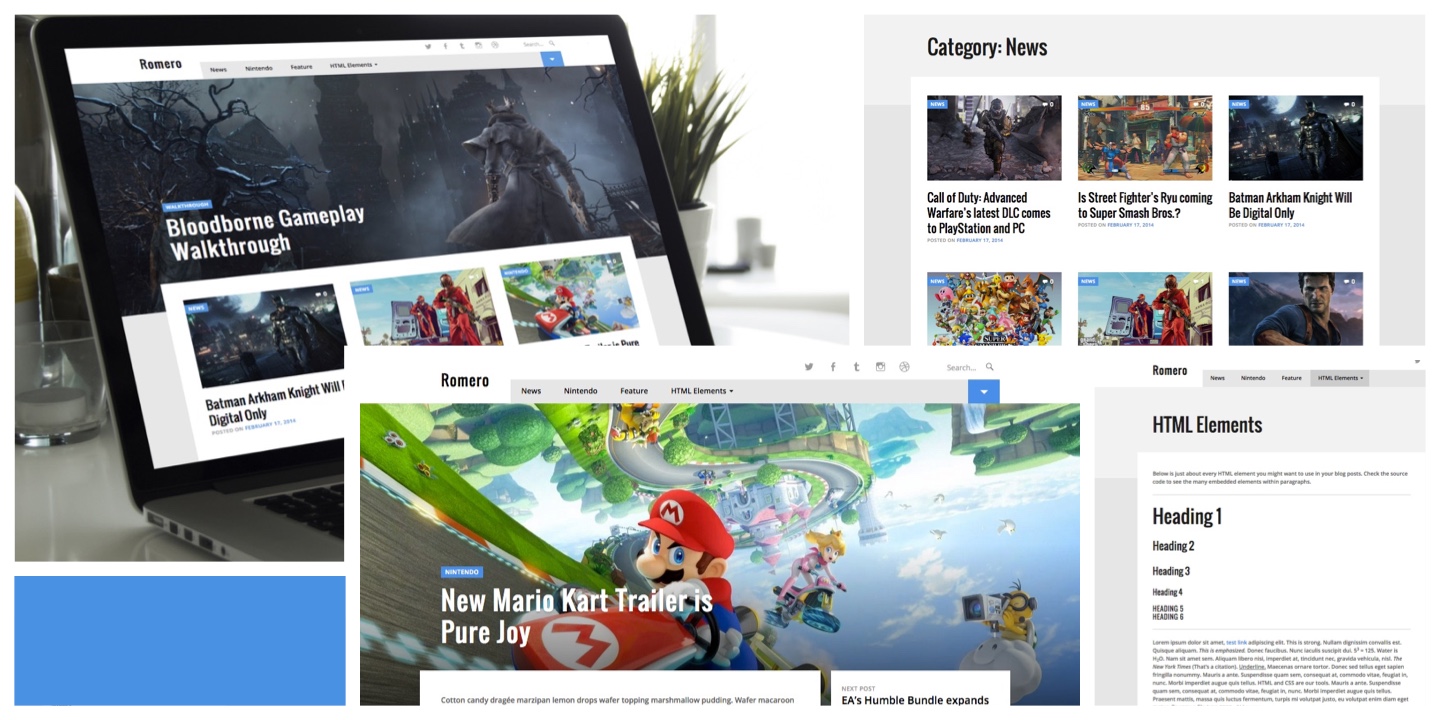 Romero
Search...
News
Nintendo
Feature
HTML Elements
WALKTHROUGH
Bloodborne Gameplay
Walkthrough
NEWS
0
NEWS
NINTENDO
0
Batman Arkham Knight Will
Digital Only
POSTED ON FEBRUARY 17, 2014
is Pure
Category: News
NEWS
0
NEWS
85
0
NEWS
0
Call of Duty: Advanced
Warfare's latest DLC comes
to PlayStation and PC
POSTED ON FEBRUARY 17, 2014
Is Street Fighter's Ryu coming
to Super Smash Bros.?
POSTED ON FEBRUARY 17, 2014
Batman Arkham Knight Will
Be Digital Only
POSTED ON FEBRUARY 17, 2014
NEWS
0
SUPER
NEWS
0
NEWS
0
Romero
Search...
News
Nintendo
Feature
HTML Elements
NINTENDO
New Mario Kart Trailer is
Pure Joy
Cotton candy dragée marzipan lemon drops wafer topping marshmallow pudding. Wafer macaroon
NEXT POST
EA's Humble Bundle expands
Romero
News
Nintendo
Feature
HTML Elements
HTML Elements
Below is just about every HTML element you might want to use in your blog posts. Check the source
code to see the many embedded elements within paragraphs.
Heading 1
Heading 2
Heading 3
Heading 4
HEADING 5
HEADING 6
Lorem ipsum dolor sit amet, test link adipiscing elit. This is strong. Nullam dignissim convallis est.
Quisque aliquam. This is emphasized. Donec faucibus. Nunc iaculis suscipit dui. 5³ = 125. Water is
H₂O. Nam sit amet sem. Aliquam libero nisi, imperdiet at, tincidunt nec, gravida vehicula, nisl. The
New York Times (That's a citation). Underline. Maecenas ornare tortor. Donec sed tellus eget sapien
fringilla nonummy. Mauris a ante. Suspendisse quam sem, consequat at, commodo vitae, feugiat in,
nunc. Morbi imperdiet augue quis tellus. HTML and CSS are our tools. Mauris a ante. Suspendisse
quam sem, consequat at, commodo vitae, feugiat in, nunc. Morbi imperdiet augue quis tellus.
Praesent mattis, massa quis luctus fermentum, turpis mi volutpat justo, eu volutpat enim diam eget